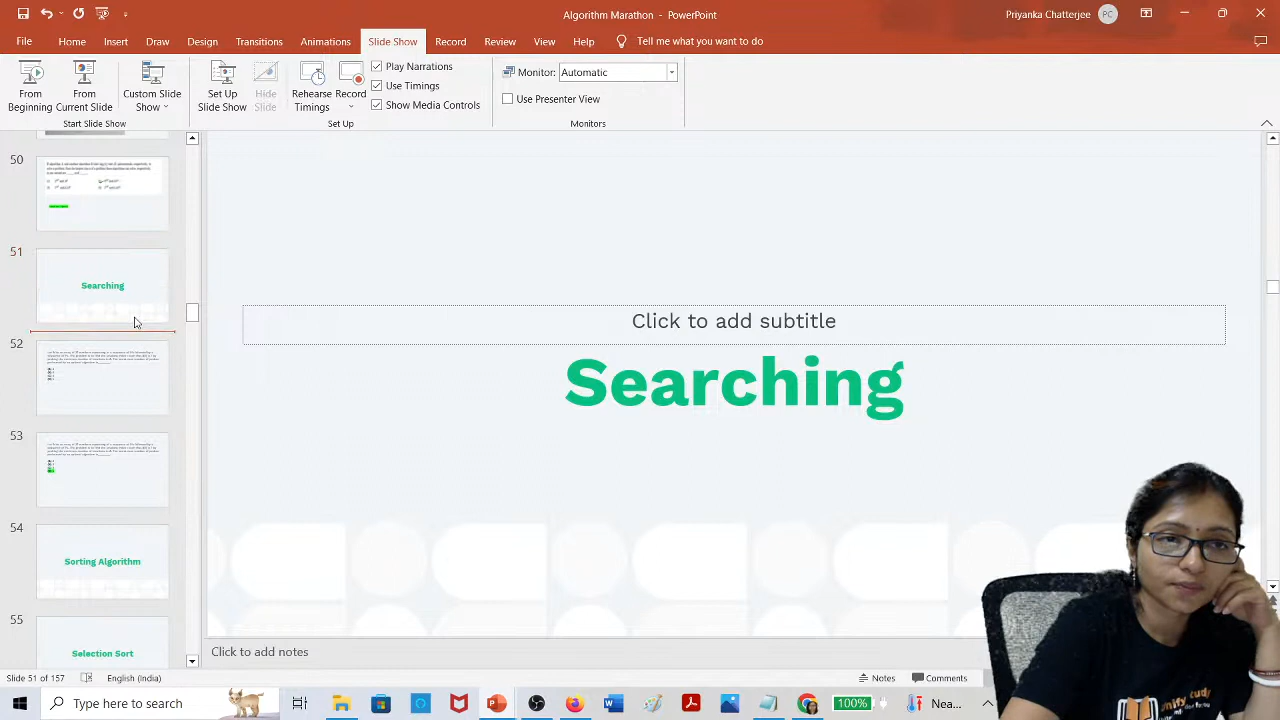 Algorithm Marsathon - PowerPoint
Priyanka Chatterjee
PC
File
Home
Insert
Draw
Design
Transitions
Animations
Slide Show
Record
Review
View
Help
Tell me what you want to do
From
Beginning
From
Current Slide
Custom Slide
Show
Set Up
Slide Show
Hide
Slide
Rehearse
Timings
Record
Play Narrations
Use Timings
Show Media Controls
Monitor:
Automatic
Use Presenter View
Start Slide Show
Set Up
Monitors
50
51
Searching
52
53
54
Sorting Algorithm
55
Selection Sort
Click to add subtitle
Searching
Click to add notes
Slide 51 of 157
English (India)
Notes
Comments
Type here to search
100%
Nea...